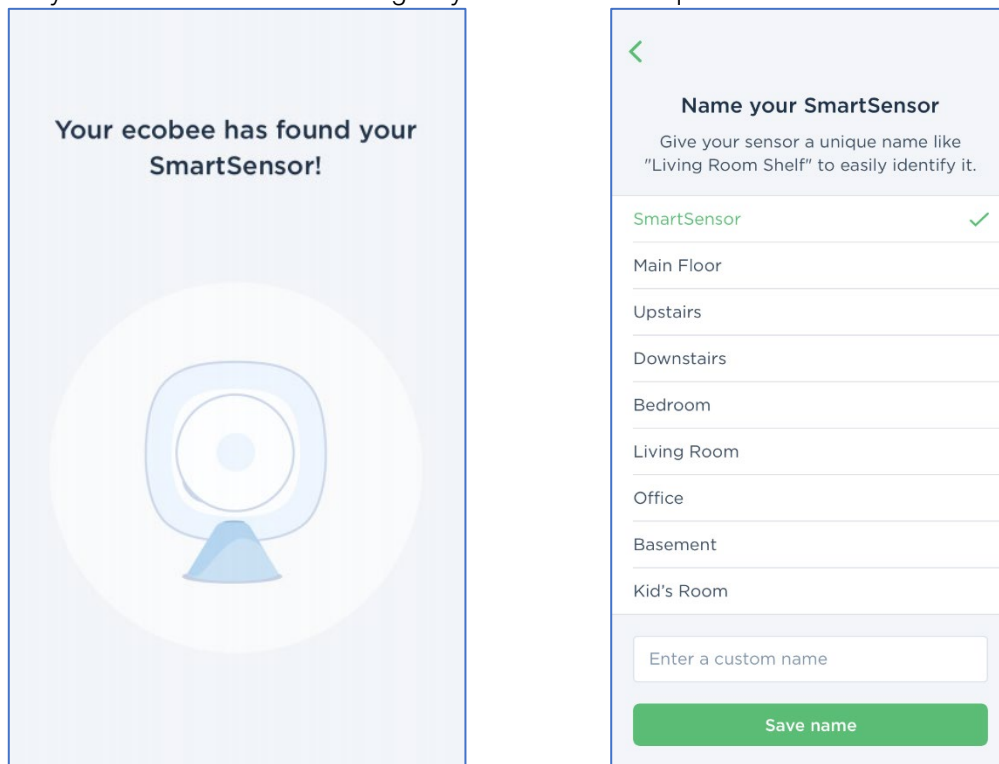 Your ecobee has found your
SmartSensor!
Name your SmartSensor
Give your sensor a unique name like
"Living Room Shelf" to easily identify it.
SmartSensor
Main Floor
Upstairs
Downstairs
Bedroom
Living Room
Office
Basement
Kid's Room
Enter a custom name
Save name